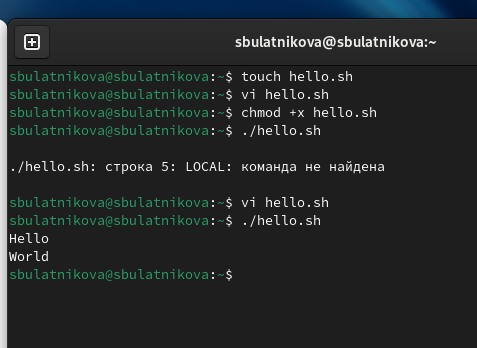 sbulatnikova@sbulatnikova:~
sbulatnikova@sbulatnikova:~$ touch hello.sh
sbulatnikova@sbulatnikova:~$ vi hello.sh
sbulatnikova@sbulatnikova:~$ chmod +x hello.sh
sbulatnikova@sbulatnikova:~$ ./hello.sh
./hello.sh: строка 5: LOCAL: команда не найдена
sbulatnikova@sbulatnikova:~$ vi hello.sh
sbulatnikova@sbulatnikova:~$ ./hello.sh
Hello
World
sbulatnikova@sbulatnikova:~$